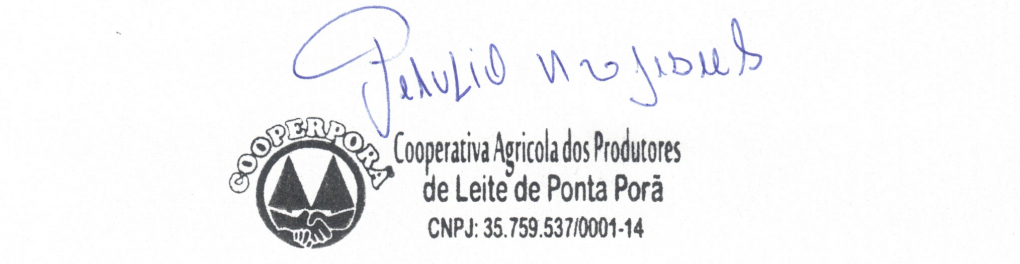 COOPERPORÃ
Cooperativa Agricola dos Produtores
de Leite de Ponta Porã
CNPJ: 35.759.537/0001-14